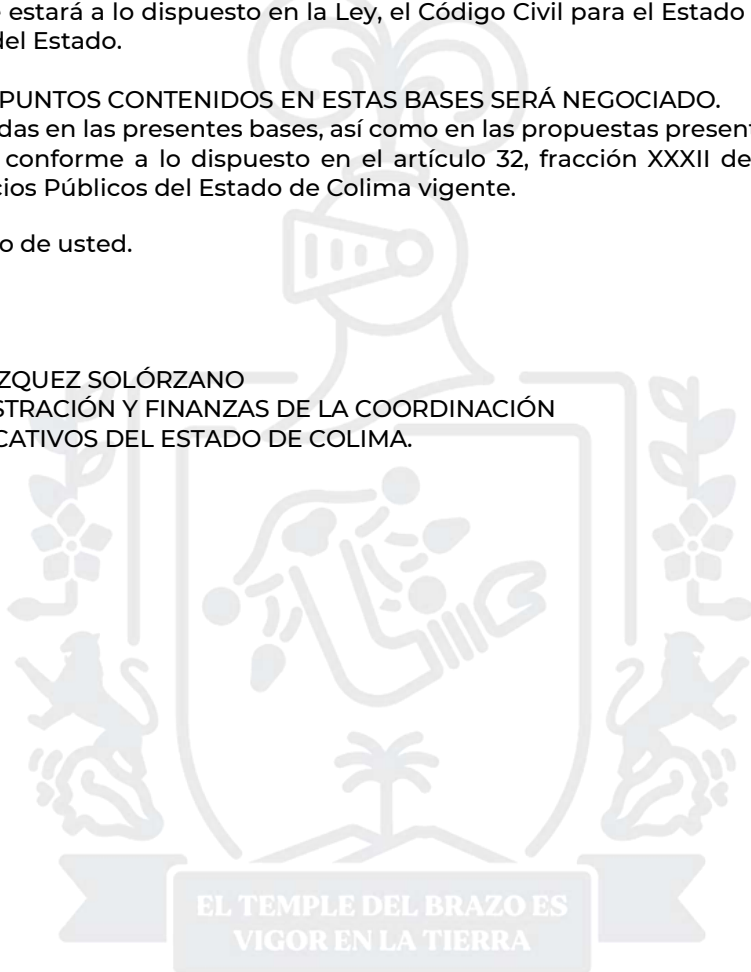 estará a lo dispuesto en la Ley, el Código Civil para el Estado
del Estado.
PUNTOS CONTENIDOS EN ESTAS BASES SERÁ NEGOCIADO.
das en las presentes bases, así como en las propuestas present
conforme a lo dispuesto en el artículo 32, fracción XXXII de
cios Públicos del Estado de Colima vigente.
o de usted.
ZQUEZ SOLÓRZANO
STRACIÓN Y FINANZAS DE LA COORDINACIÓN
CATIVOS DEL ESTADO DE COLIMA.
EL TEMPLE DEL BRAZO ES
VIGOR EN LA TIERRA